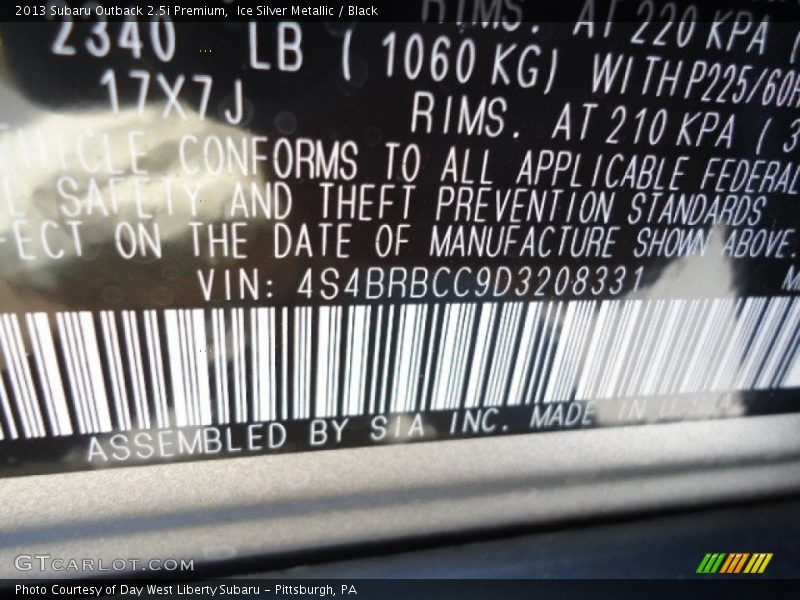 2013 Subaru Outback 2.5i Premium,  Ice Silver Metallic / Black
RIMS. AT 220 KPA (
2340 LB ( 1060 KG) WITH P225/60R
17X7J RIMS. AT 210 KPA ( 3
VEHICLE CONFORMS TO ALL APPLICABLE FEDERAL
SAFETY AND THEFT PREVENTION STANDARDS
FECT ON THE DATE OF MANUFACTURE SHOWN ABOVE.
VIN: 4S4BRBCC9D3208331
ASSEMBLED BY SIA INC. MADE IN U.S.A.
GTCARLOT.COM
Photo Courtesy of Day West Liberty Subaru - Pittsburgh, PA